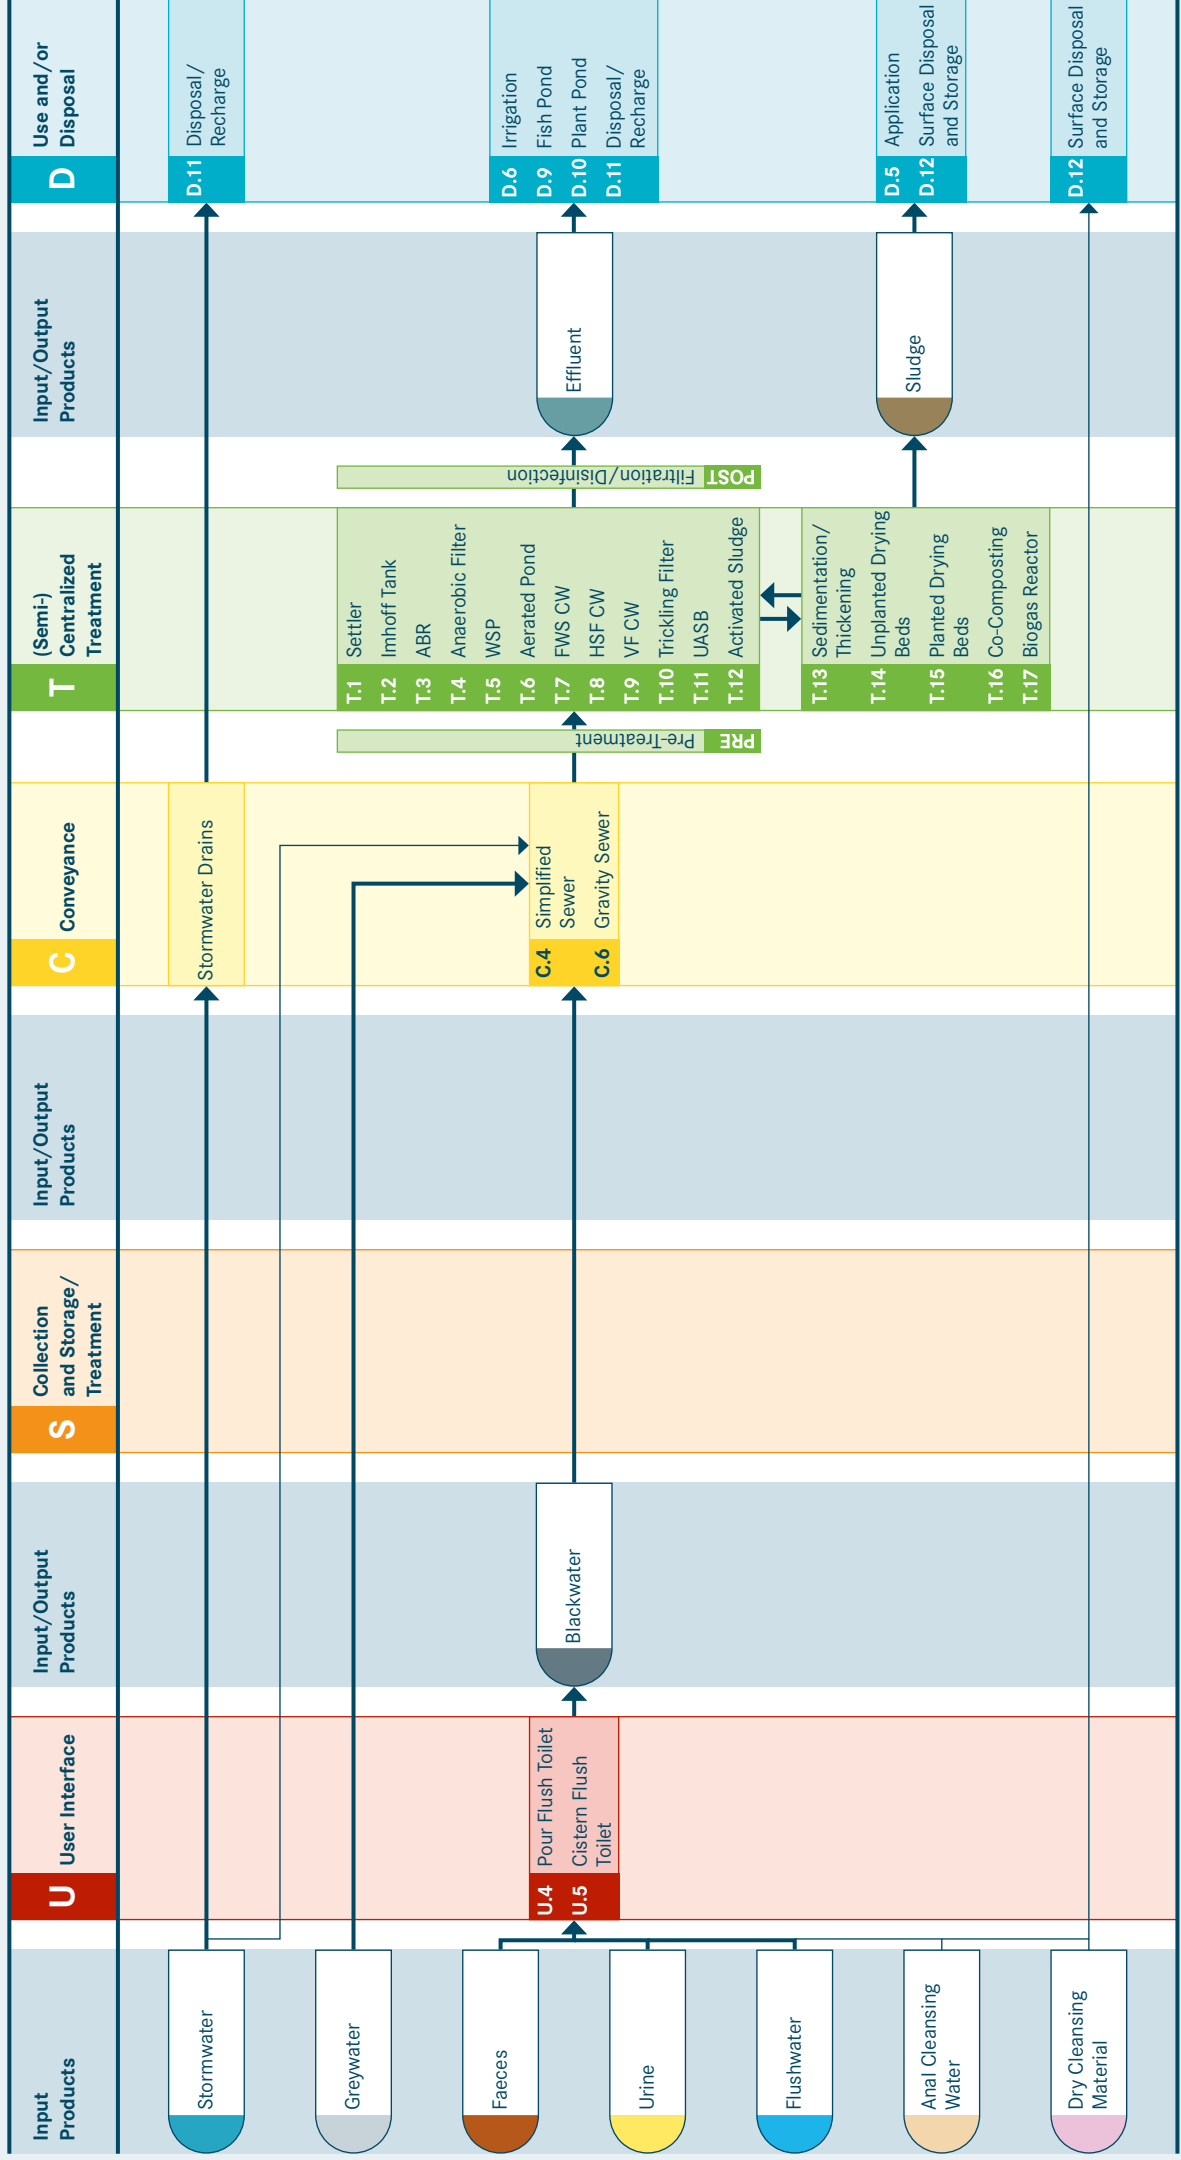 Input
Products
U
User Interface
Input/Output
Products
S
Collection
and Storage/
Treatment
Input/Output
Products
C
Conveyance
T
(Semi-)
Centralized
Treatment
Input/Output
Products
D
Use and/or
Disposal
Stormwater
Stormwater Drains
D.11
Disposal/
Recharge
Greywater
Faeces
Urine
Flushwater
Anal Cleansing
Water
Dry Cleansing
Material
U.4
Pour Flush Toilet
U.5
Cistern Flush
Toilet
Blackwater
C.4
Simplified
Sewer
C.6
Gravity Sewer
PRE
Pre-Treatment
T.1
Settler
T.2
Imhoff Tank
T.3
ABR
T.4
Anaerobic Filter
T.5
WSP
T.6
Aerated Pond
T.7
FWS CW
T.8
HSF CW
T.9
VF CW
T.10
Trickling Filter
T.11
UASB
T.12
Activated Sludge
T.13
Sedimentation/
Thickening
T.14
Unplanted Drying
Beds
T.15
Planted Drying
Beds
T.16
Co-Composting
T.17
Biogas Reactor
POST
Filtration/Disinfection
Effluent
Sludge
D.6
Irrigation
D.9
Fish Pond
D.10
Plant Pond
D.11
Disposal/
Recharge
D.5
Application
D.12
Surface Disposal
and Storage
D.12
Surface Disposal
and Storage